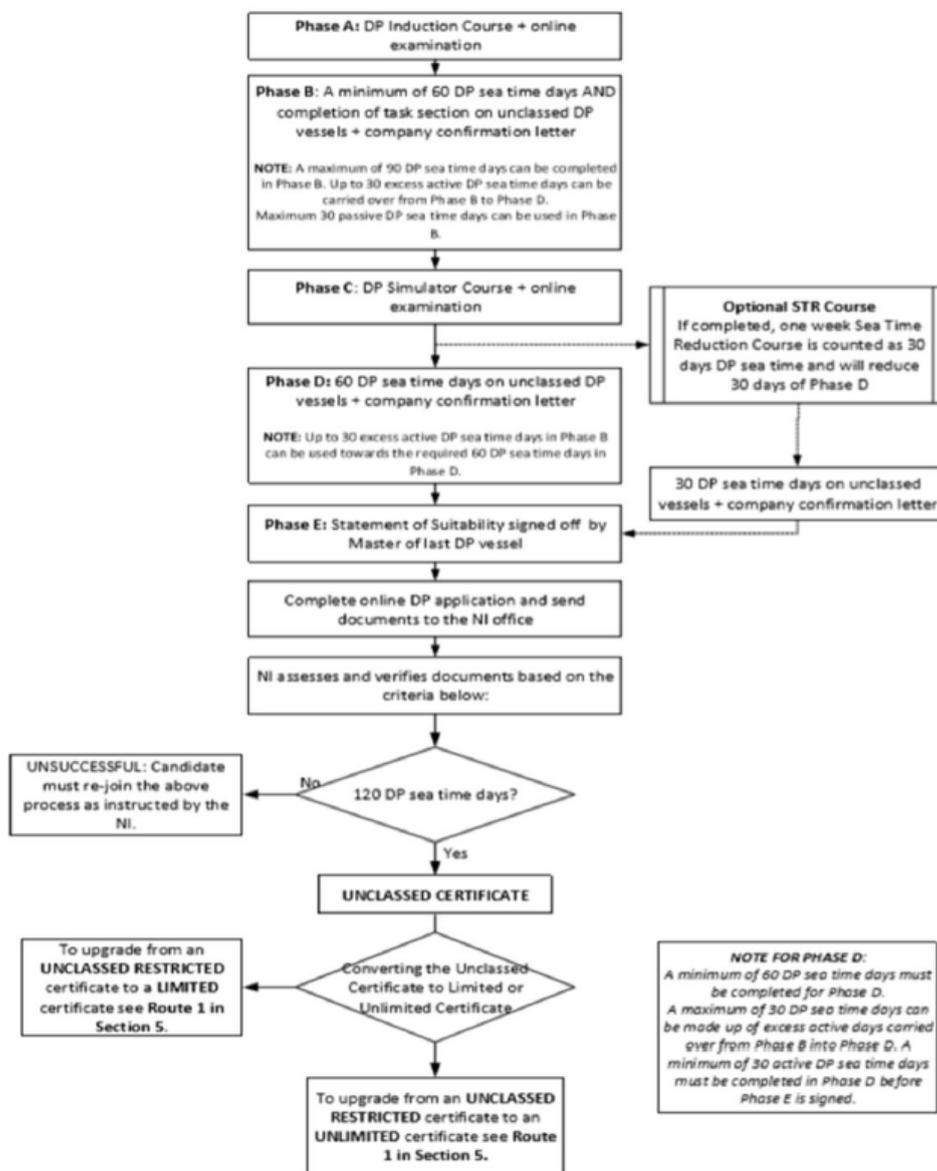 Phase A: DP Induction Course + online
examination
Phase B: A minimum of 60 DP sea time days AND
completion of task section on unclassed DP
vessels + company confirmation letter
NOTE: A maximum of 90 DP sea time days can be completed
in Phase B. Up to 30 excess active DP sea time days can be
carried over from Phase B to Phase D.
Maximum 30 passive DP sea time days can be used in Phase
B.
Phase C: DP Simulator Course + online
examination
Optional STR Course
If completed, one week Sea Time
Reduction Course is counted as 30
days DP sea time and will reduce
30 days of Phase D
Phase D: 60 DP sea time days on unclassed DP
vessels + company confirmation letter
NOTE: Up to 30 excess active DP sea time days in Phase B
can be used towards the required 60 DP sea time days in
Phase D.
30 DP sea time days on unclassed
vessels + company confirmation letter
Phase E: Statement of Suitability signed off by
Master of last DP vessel
Complete online DP application and send
documents to the NI office
NI assesses and verifies documents based on the
criteria below:
UNSUCCESSFUL: Candidate
must re-join the above
process as instructed by the
NI.
No
120 DP sea time days?
Yes
UNCLASSED CERTIFICATE
To upgrade from an
UNCLASSED RESTRICTED
certificate to a LIMITED
certificate see Route 1 in
Section 5.
Converting the Unclassed
Certificate to Limited or
Unlimited Certificate
NOTE FOR PHASE D:
A minimum of 60 DP sea time days must
be completed for Phase D.
A maximum of 30 DP sea time days can
be made up of excess active days carried
over from Phase B into Phase D. A
minimum of 30 active DP sea time days
must be completed in Phase D before
Phase E is signed.
To upgrade from an UNCLASSED
RESTRICTED certificate to an
UNLIMITED certificate see Route
1 in Section 5.